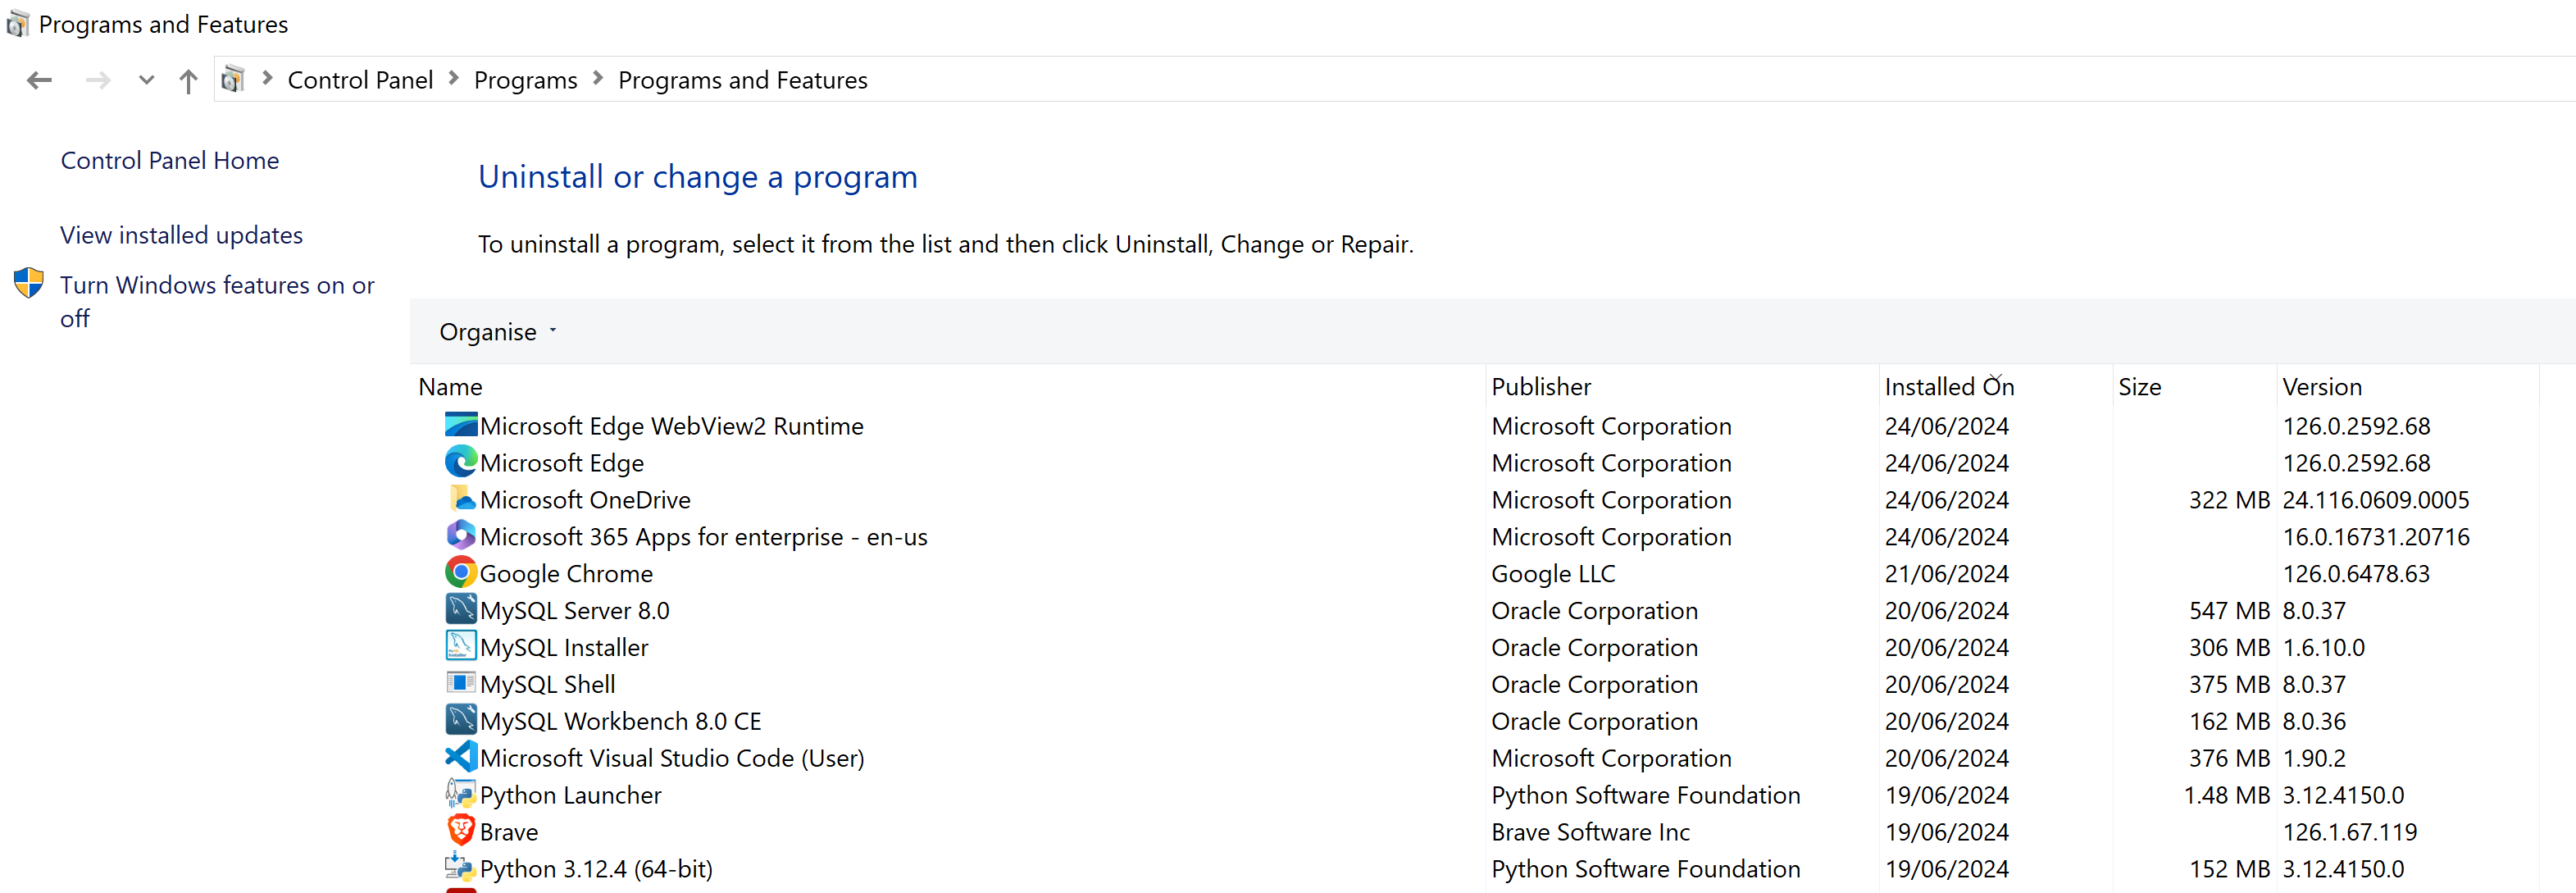 Programs and Features
Control Panel > Programs > Programs and Features
Control Panel Home
View installed updates
Turn Windows features on or
off
Uninstall or change a program
To uninstall a program, select it from the list and then click Uninstall, Change or Repair.
Organise
Name Publisher Installed On Size Version
Microsoft Edge WebView2 Runtime Microsoft Corporation 24/06/2024 126.0.2592.68
Microsoft Edge Microsoft Corporation 24/06/2024 126.0.2592.68
Microsoft OneDrive Microsoft Corporation 24/06/2024 322 MB 24.116.0609.0005
Microsoft 365 Apps for enterprise - en-us Microsoft Corporation 24/06/2024 16.0.16731.20716
Google Chrome Google LLC 21/06/2024 126.0.6478.63
MySQL Server 8.0 Oracle Corporation 20/06/2024 547 MB 8.0.37
MySQL Installer Oracle Corporation 20/06/2024 306 MB 1.6.10.0
MySQL Shell Oracle Corporation 20/06/2024 375 MB 8.0.37
MySQL Workbench 8.0 CE Oracle Corporation 20/06/2024 162 MB 8.0.36
Microsoft Visual Studio Code (User) Microsoft Corporation 20/06/2024 376 MB 1.90.2
Python Launcher Python Software Foundation 19/06/2024 1.48 MB 3.12.4150.0
Brave Brave Software Inc 19/06/2024 126.1.67.119
Python 3.12.4 (64-bit) Python Software Foundation 19/06/2024 152 MB 3.12.4150.0